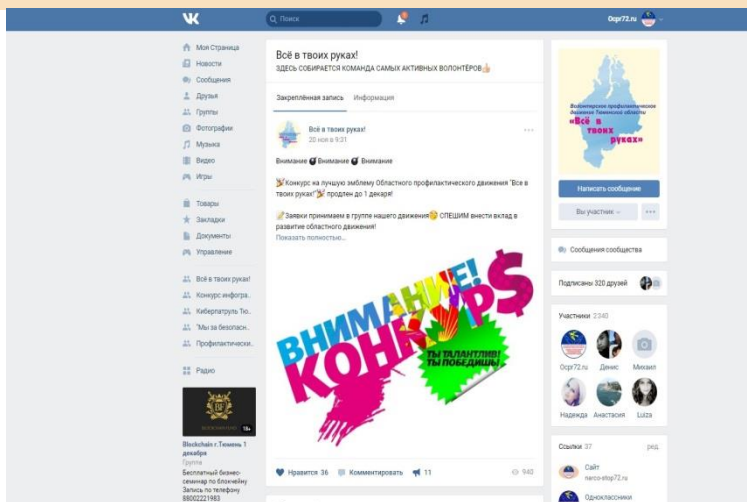 Поиск
Ocpr72.ru
Моя Страница
Новости
Сообщения
Друзья
Группы
Фотографии
Музыка
Видео
Игры
Товары
Закладки
Документы
Управление
Всё в твоих руках!
Конкурс инфогра..
Киберпатруль Тю..
"Мы за безопасн..
Профилактически..
Радио
BF
18+
Blockchain г.Тюмень 1
декабря
Группа
Бесплатный бизнес-
семинар по блокчейну
Запись по телефону
88002221983
Всё в твоих руках!
ЗДЕСЬ СОБИРАЕТСЯ КОМАНДА САМЫХ АКТИВНЫХ ВОЛОНТЁРОВ👍
Закреплённая запись Информация
Всё в твоих руках!
20 ноя в 9:31
Внимание 💣 Внимание 💣 Внимание
🎉Конкурс на лучшую эмблему Областного профилактического движения "Все в
твоих руках!"🎉 продлен до 1 декаря!
📝Заявки принимаем в группе нашего движения😊 СПЕШИМ внести вклад в
развитие областного движения!
Показать полностью...
ВНИМАНИЕ!
КОНКУРS
ТЫ ТАЛАНТЛИВ!
ТЫ ПОБЕДИШЬ!
Нравится 36 Комментировать 11 940
Волонтерское профилактическое
движение Тюменской области
«Всё в
твоих
руках»
Написать сообщение
Вы участник
Сообщения сообщества
Подписаны 320 друзей
Участники 2340
Ocpr72.ru Денис Михаил
Надежда Анастасия Luiza
Ссылки 37 ред.
Сайт
narco-stop72.ru
Одноклассники